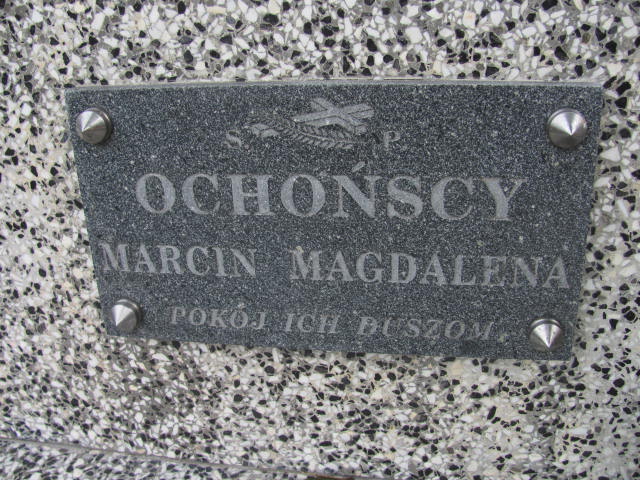 S P
OCHOŃSCY
MARCIN MAGDALENA
POKÓJ ICH DUSZOM.